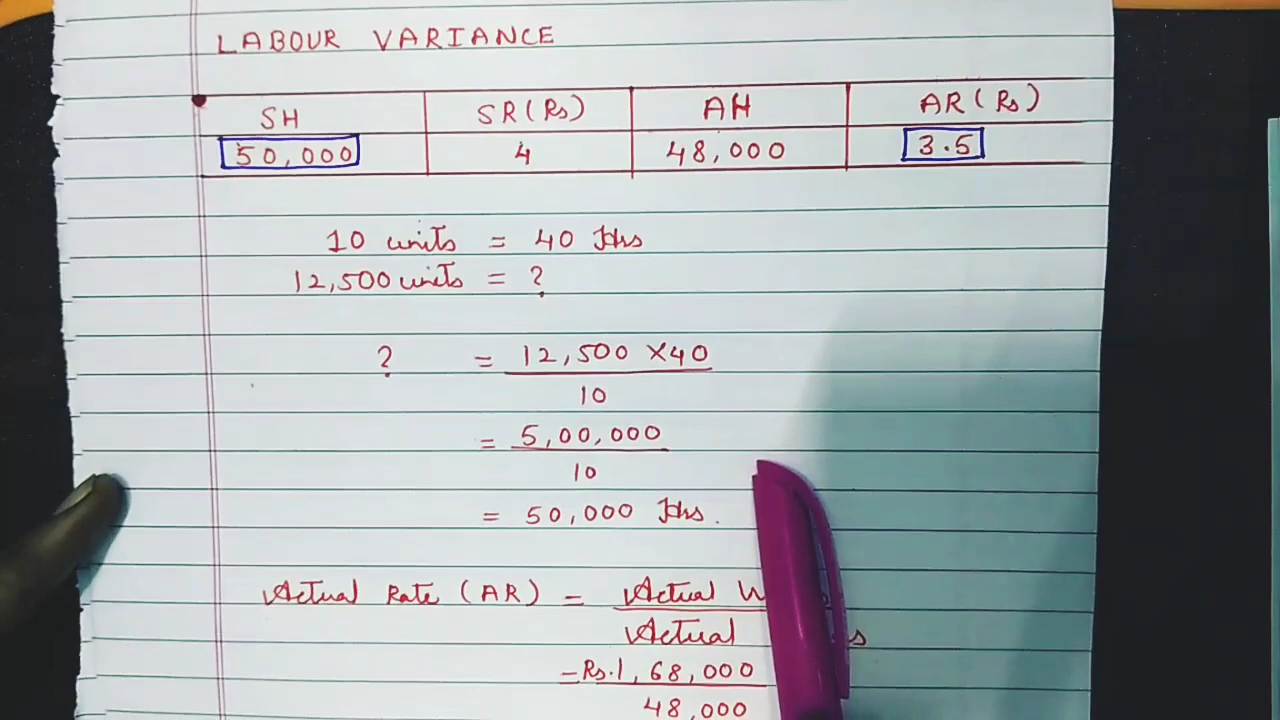 LABOUR VARIANCE
SH SR (Rs) AH AR (Rs)
50,000 4 48,000 3.5
10 units = 40 Hrs
12,500 units = ?
? = 12,500 X 40
10
= 5,00,000
10
= 50,000 Hrs.
Actual Rate (AR) = Actual
Actual
= Rs. 1,68,000
48,000